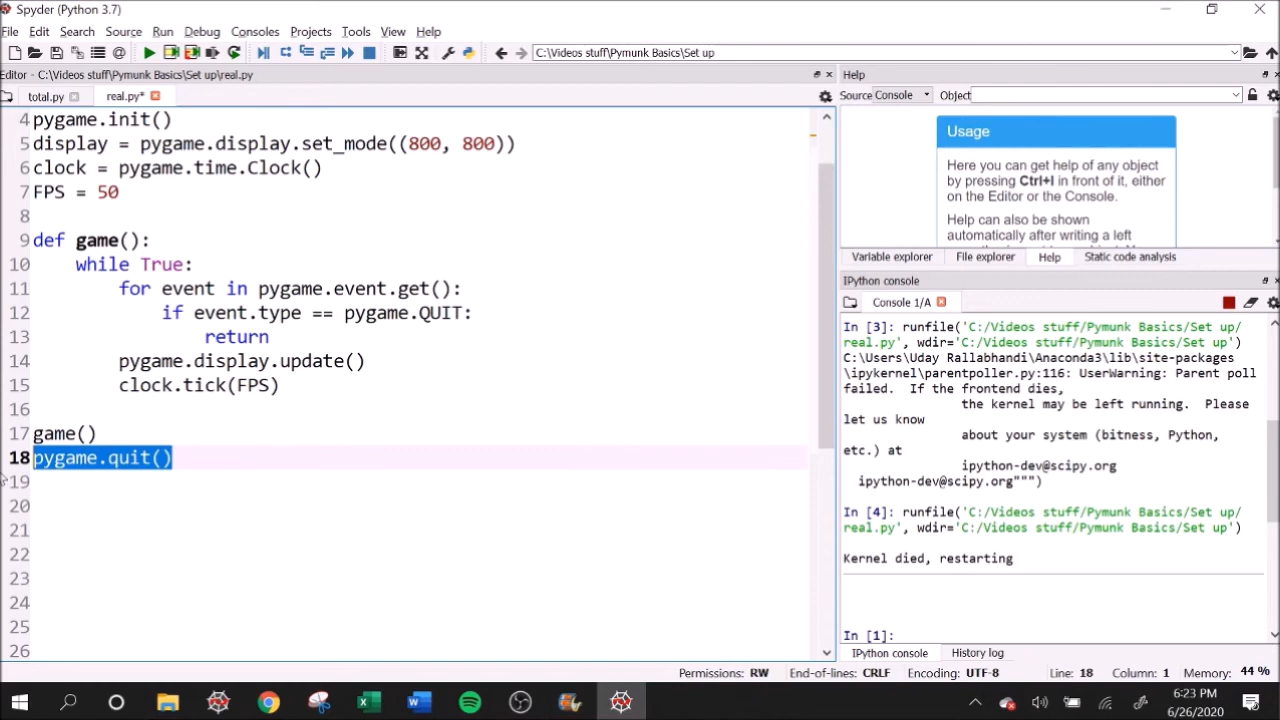 Spyder (Python 3.7)
File Edit Search Source Run Debug Consoles Projects Tools View Help
C:\Videos stuff\Pymunk Basics\Set up
Editor - C:\Videos stuff\Pymunk Basics\Set up\real.py
total.py real.py*
4 pygame.init()
5 display = pygame.display.set_mode((800, 800))
6 clock = pygame.time.Clock()
7 FPS = 50
8
9 def game():
10 while True:
11 for event in pygame.event.get():
12 if event.type == pygame.QUIT:
13 return
14 pygame.display.update()
15 clock.tick(FPS)
16
17 game()
18 pygame.quit()
19
20
21
22
23
24
25
26
Help
Source Console Object
Usage
Here you can get help of any object
by pressing Ctrl+I in front of it, either
on the Editor or the Console.
Help can also be shown
automatically after writing a left
Variable explorer File explorer Help Static code analysis
IPython console
Console 1/A
In [3]: runfile('C:/Videos stuff/Pymunk Basics/Set up/
real.py', wdir='C:/Videos stuff/Pymunk Basics/Set up')
C:\Users\Uday Rallabhandi\Anaconda3\lib\site-packages
\ipykernel\parentpoller.py:116: UserWarning: Parent poll
failed.  If the frontend dies,
the kernel may be left running.  Please
let us know
about your system (bitness, Python,
etc.) at
ipython-dev@scipy.org
ipython-dev@scipy.org""")
In [4]: runfile('C:/Videos stuff/Pymunk Basics/Set up/
real.py', wdir='C:/Videos stuff/Pymunk Basics/Set up')
Kernel died, restarting
In [1]:
IPython console History log
Permissions: RW End-of-lines: CRLF Encoding: UTF-8 Line: 18 Column: 1 Memory: 44 %
6:23 PM
6/26/2020